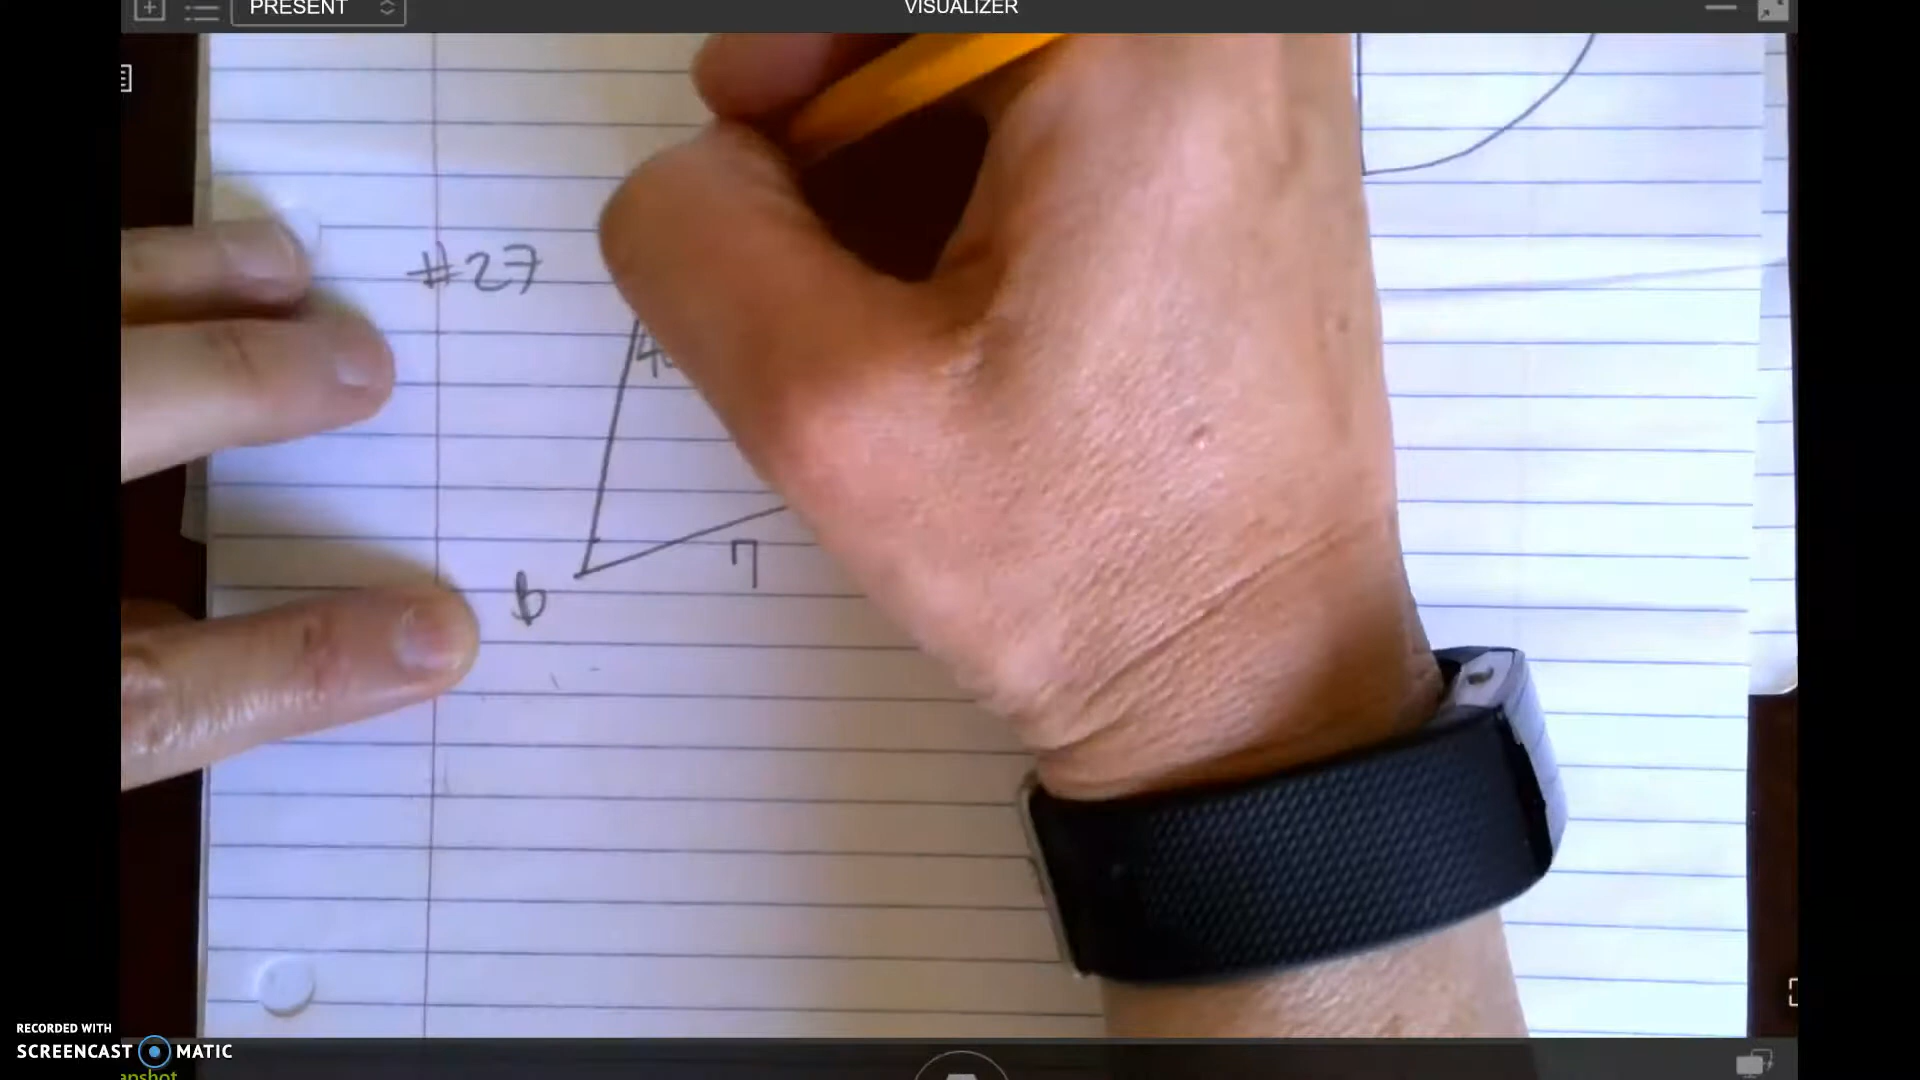 PRESENT
VISUALIZER
#27
7
B
RECORDED WITH
SCREENCAST MATIC